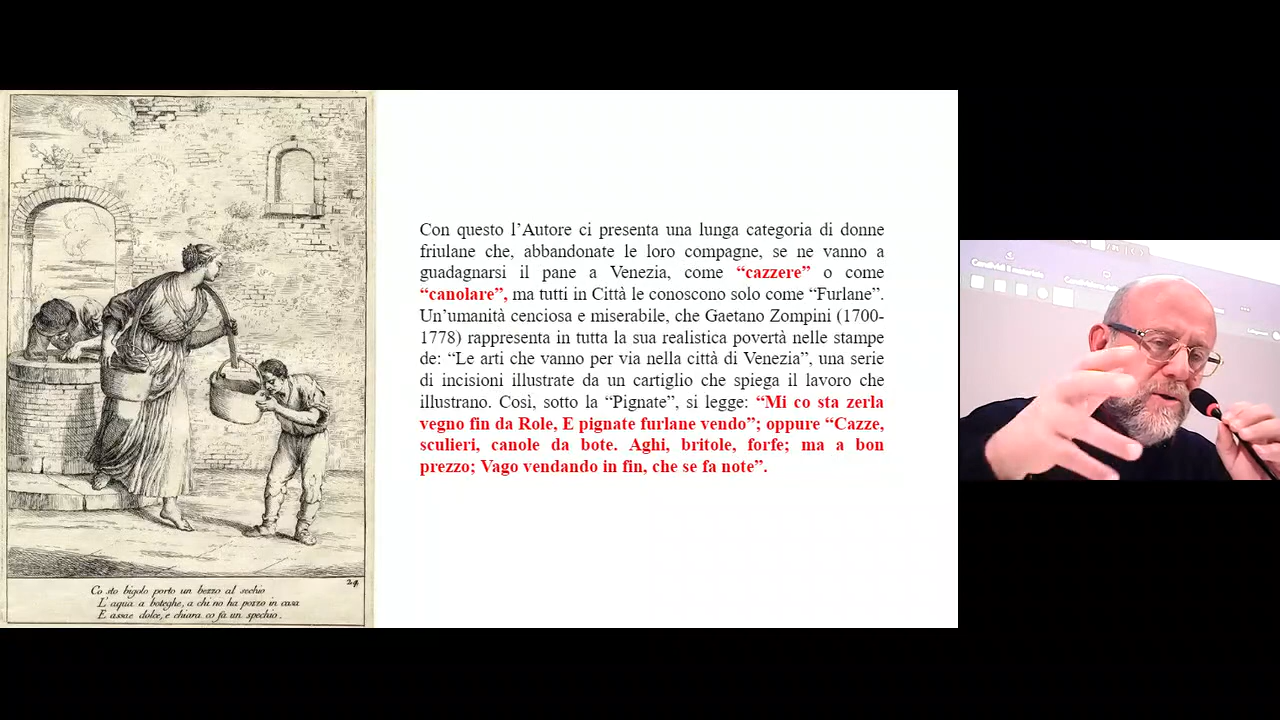 Con questo l’Autore ci presenta una lunga categoria di donne
friulane che, abbandonate le loro compagne, se ne vanno a
guadagnarsi il pane a Venezia, come “cazzere” o come
“canolare”, ma tutti in Città le conoscono solo come “Furlane”.
Un’umanità cenciosa e miserabile, che Gaetano Zompini (1700-
1778) rappresenta in tutta la sua realistica povertà nelle stampe
de: “Le arti che vanno per via nella città di Venezia”, una serie
di incisioni illustrate da un cartiglio che spiega il lavoro che
illustrano. Così, sotto la “Pignate”, si legge: “Mi co sta zerla
vegno fin da Role, E pignate furlane vendo”; oppure “Cazze,
sculieri, canole da bote. Aghi, britole, forfe; ma a bon
prezzo; Vago vendando in fin, che se fa note”.
24
Co sto bigolo porto un bezzo al sechio
L'aqua a boteghe, a chi nò ha pozzo in casa
E assae dolce, e chiara co fà un spechio.